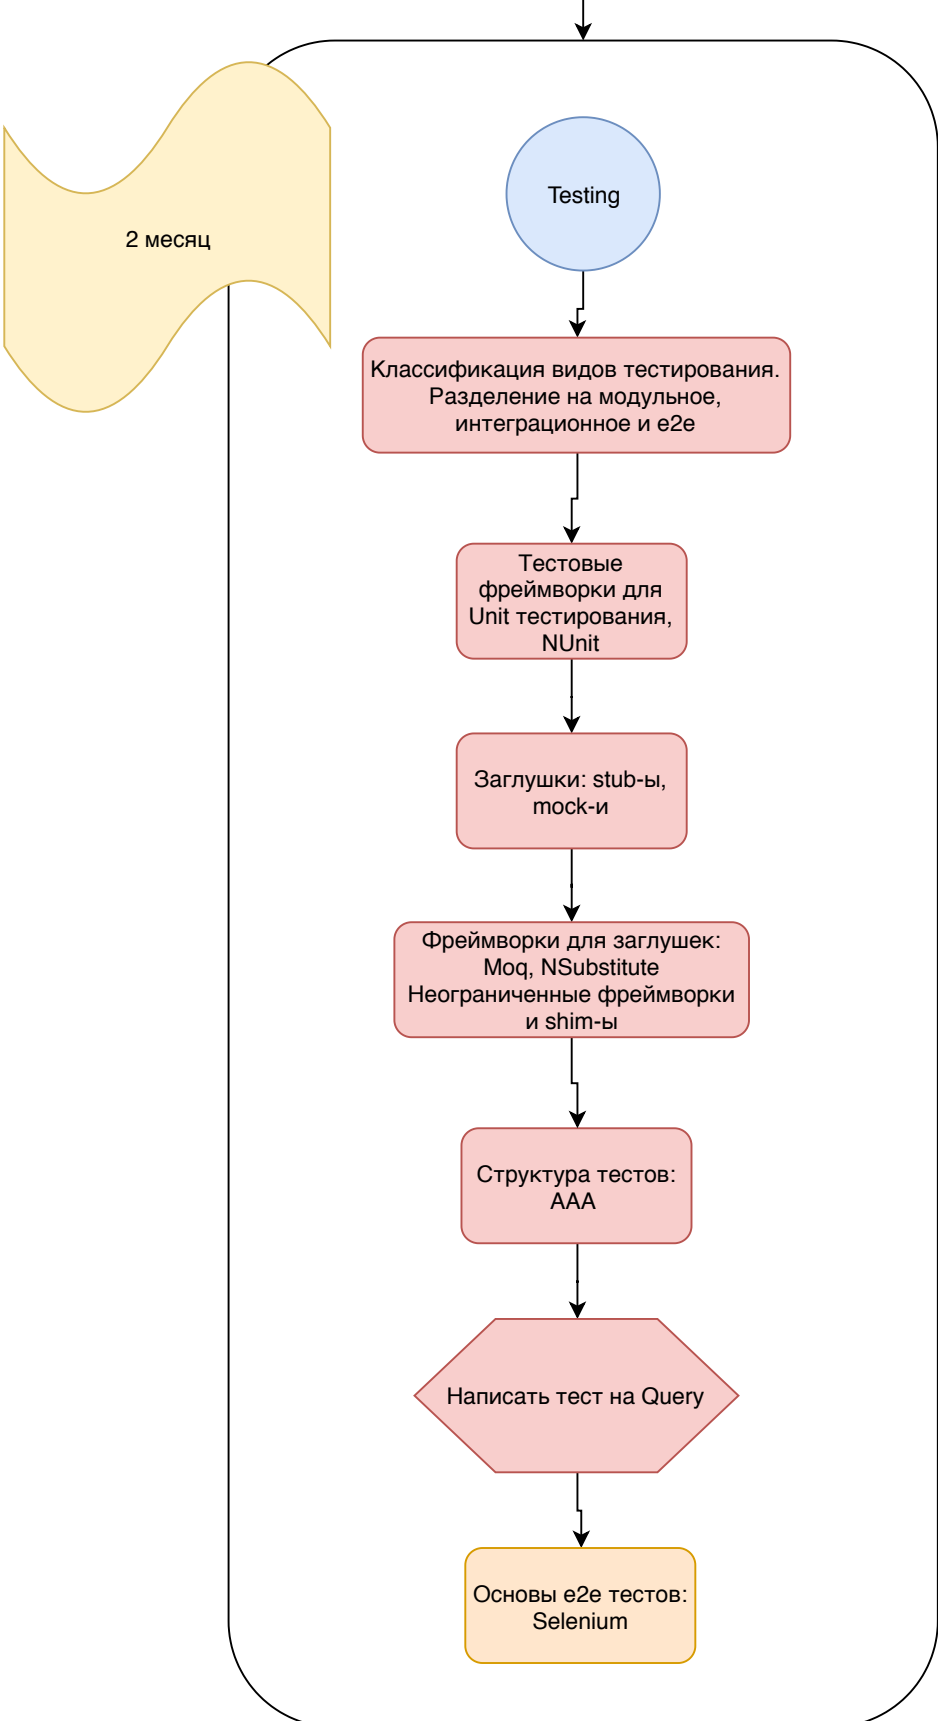 Testing
2 месяц
Классификация видов тестирования.
Разделение на модульное,
интеграционное и e2e
Тестовые
фреймворки для
Unit тестирования,
NUnit
Заглушки: stub-ы,
mock-и
Фреймворки для заглушек:
Moq, NSubstitute
Неограниченные фреймворки
и shim-ы
Структура тестов:
AAA
Написать тест на Query
Основы e2e тестов:
Selenium